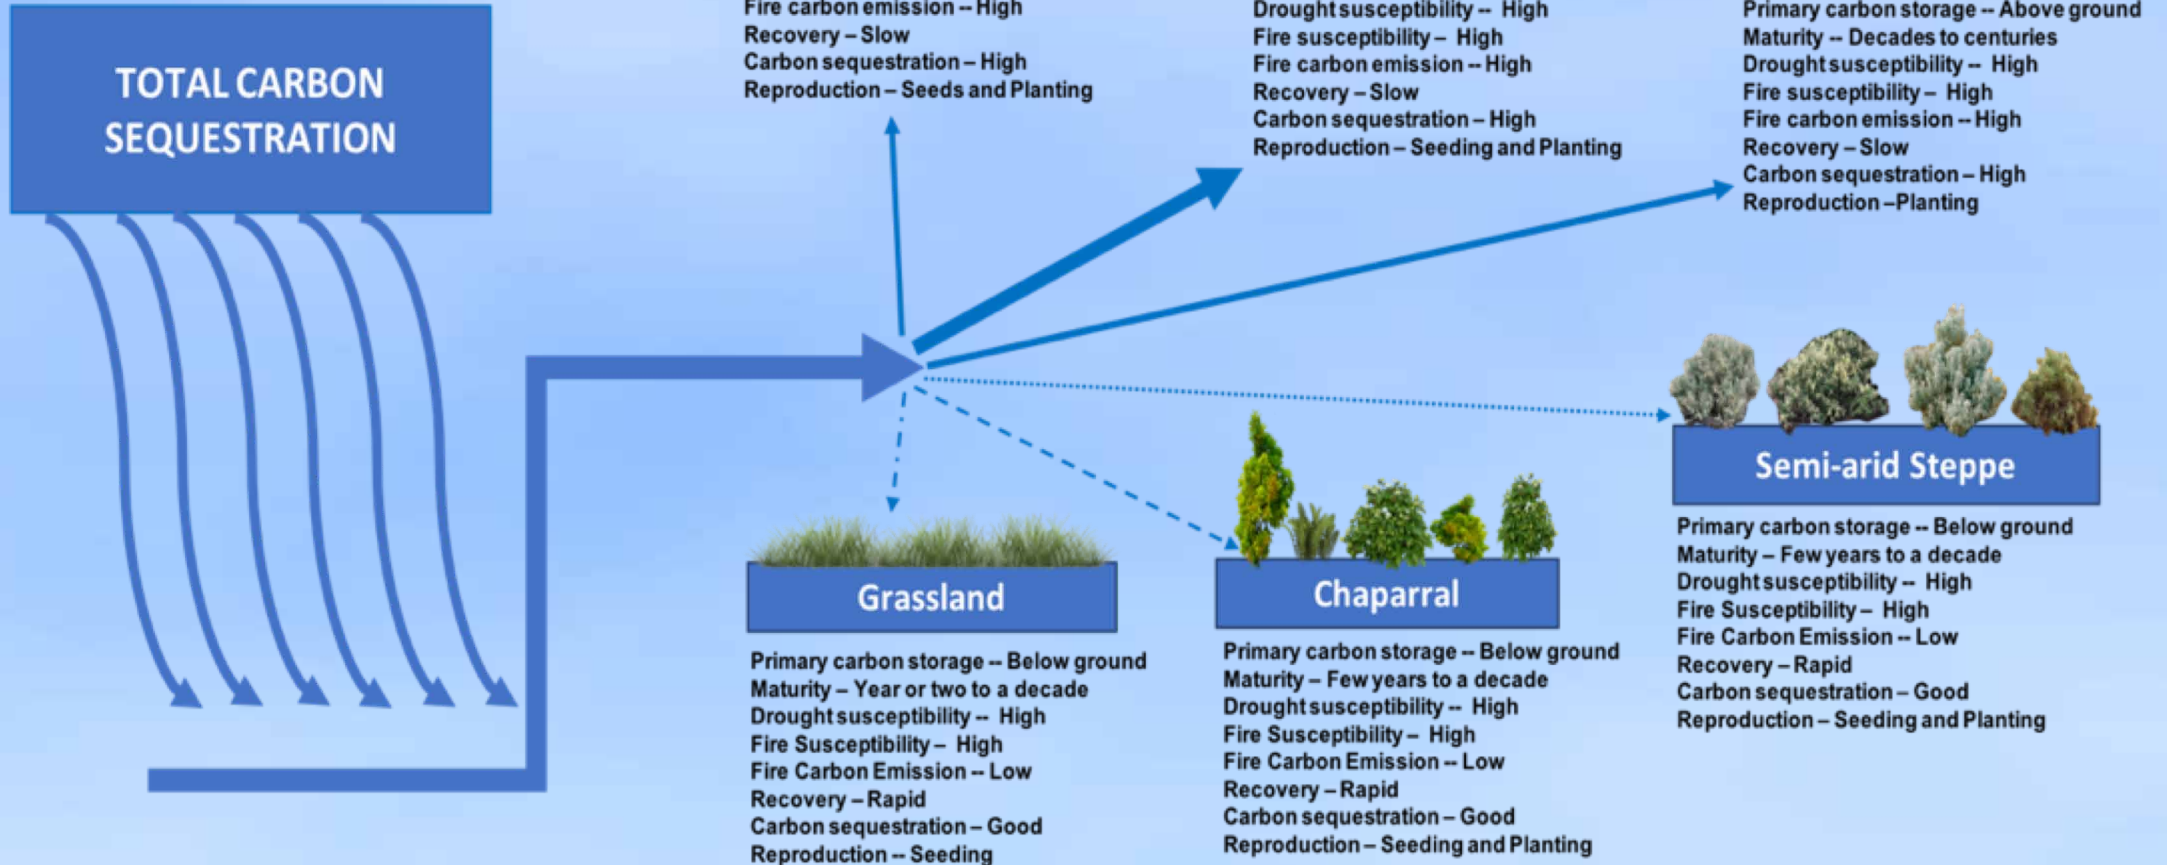 TOTAL CARBON
SEQUESTRATION
Fire carbon emission -- High
Recovery – Slow
Carbon sequestration – High
Reproduction – Seeds and Planting
Drought susceptibility -- High
Fire susceptibility – High
Fire carbon emission -- High
Recovery – Slow
Carbon sequestration – High
Reproduction – Seeding and Planting
Primary carbon storage -- Above ground
Maturity -- Decades to centuries
Drought susceptibility -- High
Fire susceptibility – High
Fire carbon emission -- High
Recovery – Slow
Carbon sequestration – High
Reproduction –Planting
Grassland
Primary carbon storage -- Below ground
Maturity – Year or two to a decade
Drought susceptibility -- High
Fire Susceptibility – High
Fire Carbon Emission -- Low
Recovery – Rapid
Carbon sequestration – Good
Reproduction -- Seeding
Chaparral
Primary carbon storage -- Below ground
Maturity – Few years to a decade
Drought susceptibility -- High
Fire Susceptibility – High
Fire Carbon Emission -- Low
Recovery – Rapid
Carbon sequestration – Good
Reproduction – Seeding and Planting
Semi-arid Steppe
Primary carbon storage -- Below ground
Maturity – Few years to a decade
Drought susceptibility -- High
Fire Susceptibility – High
Fire Carbon Emission -- Low
Recovery – Rapid
Carbon sequestration – Good
Reproduction – Seeding and Planting